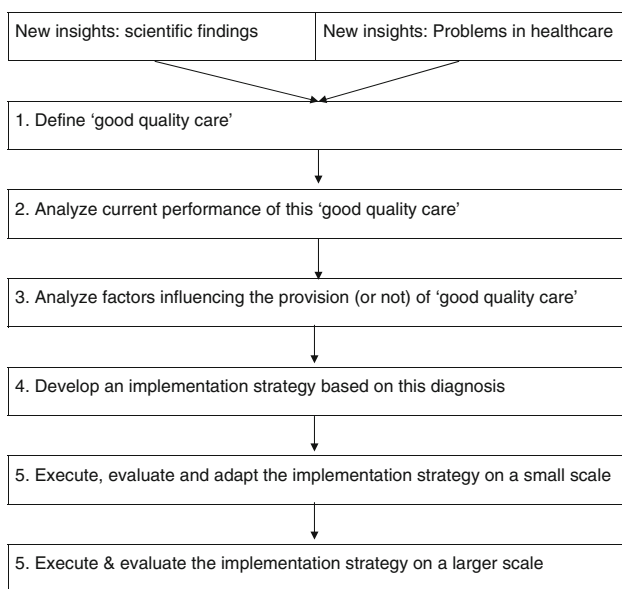 New insights: scientific findings
New insights: Problems in healthcare
1. Define ‘good quality care’
2. Analyze current performance of this ‘good quality care’
3. Analyze factors influencing the provision (or not) of ‘good quality care’
4. Develop an implementation strategy based on this diagnosis
5. Execute, evaluate and adapt the implementation strategy on a small scale
5. Execute & evaluate the implementation strategy on a larger scale